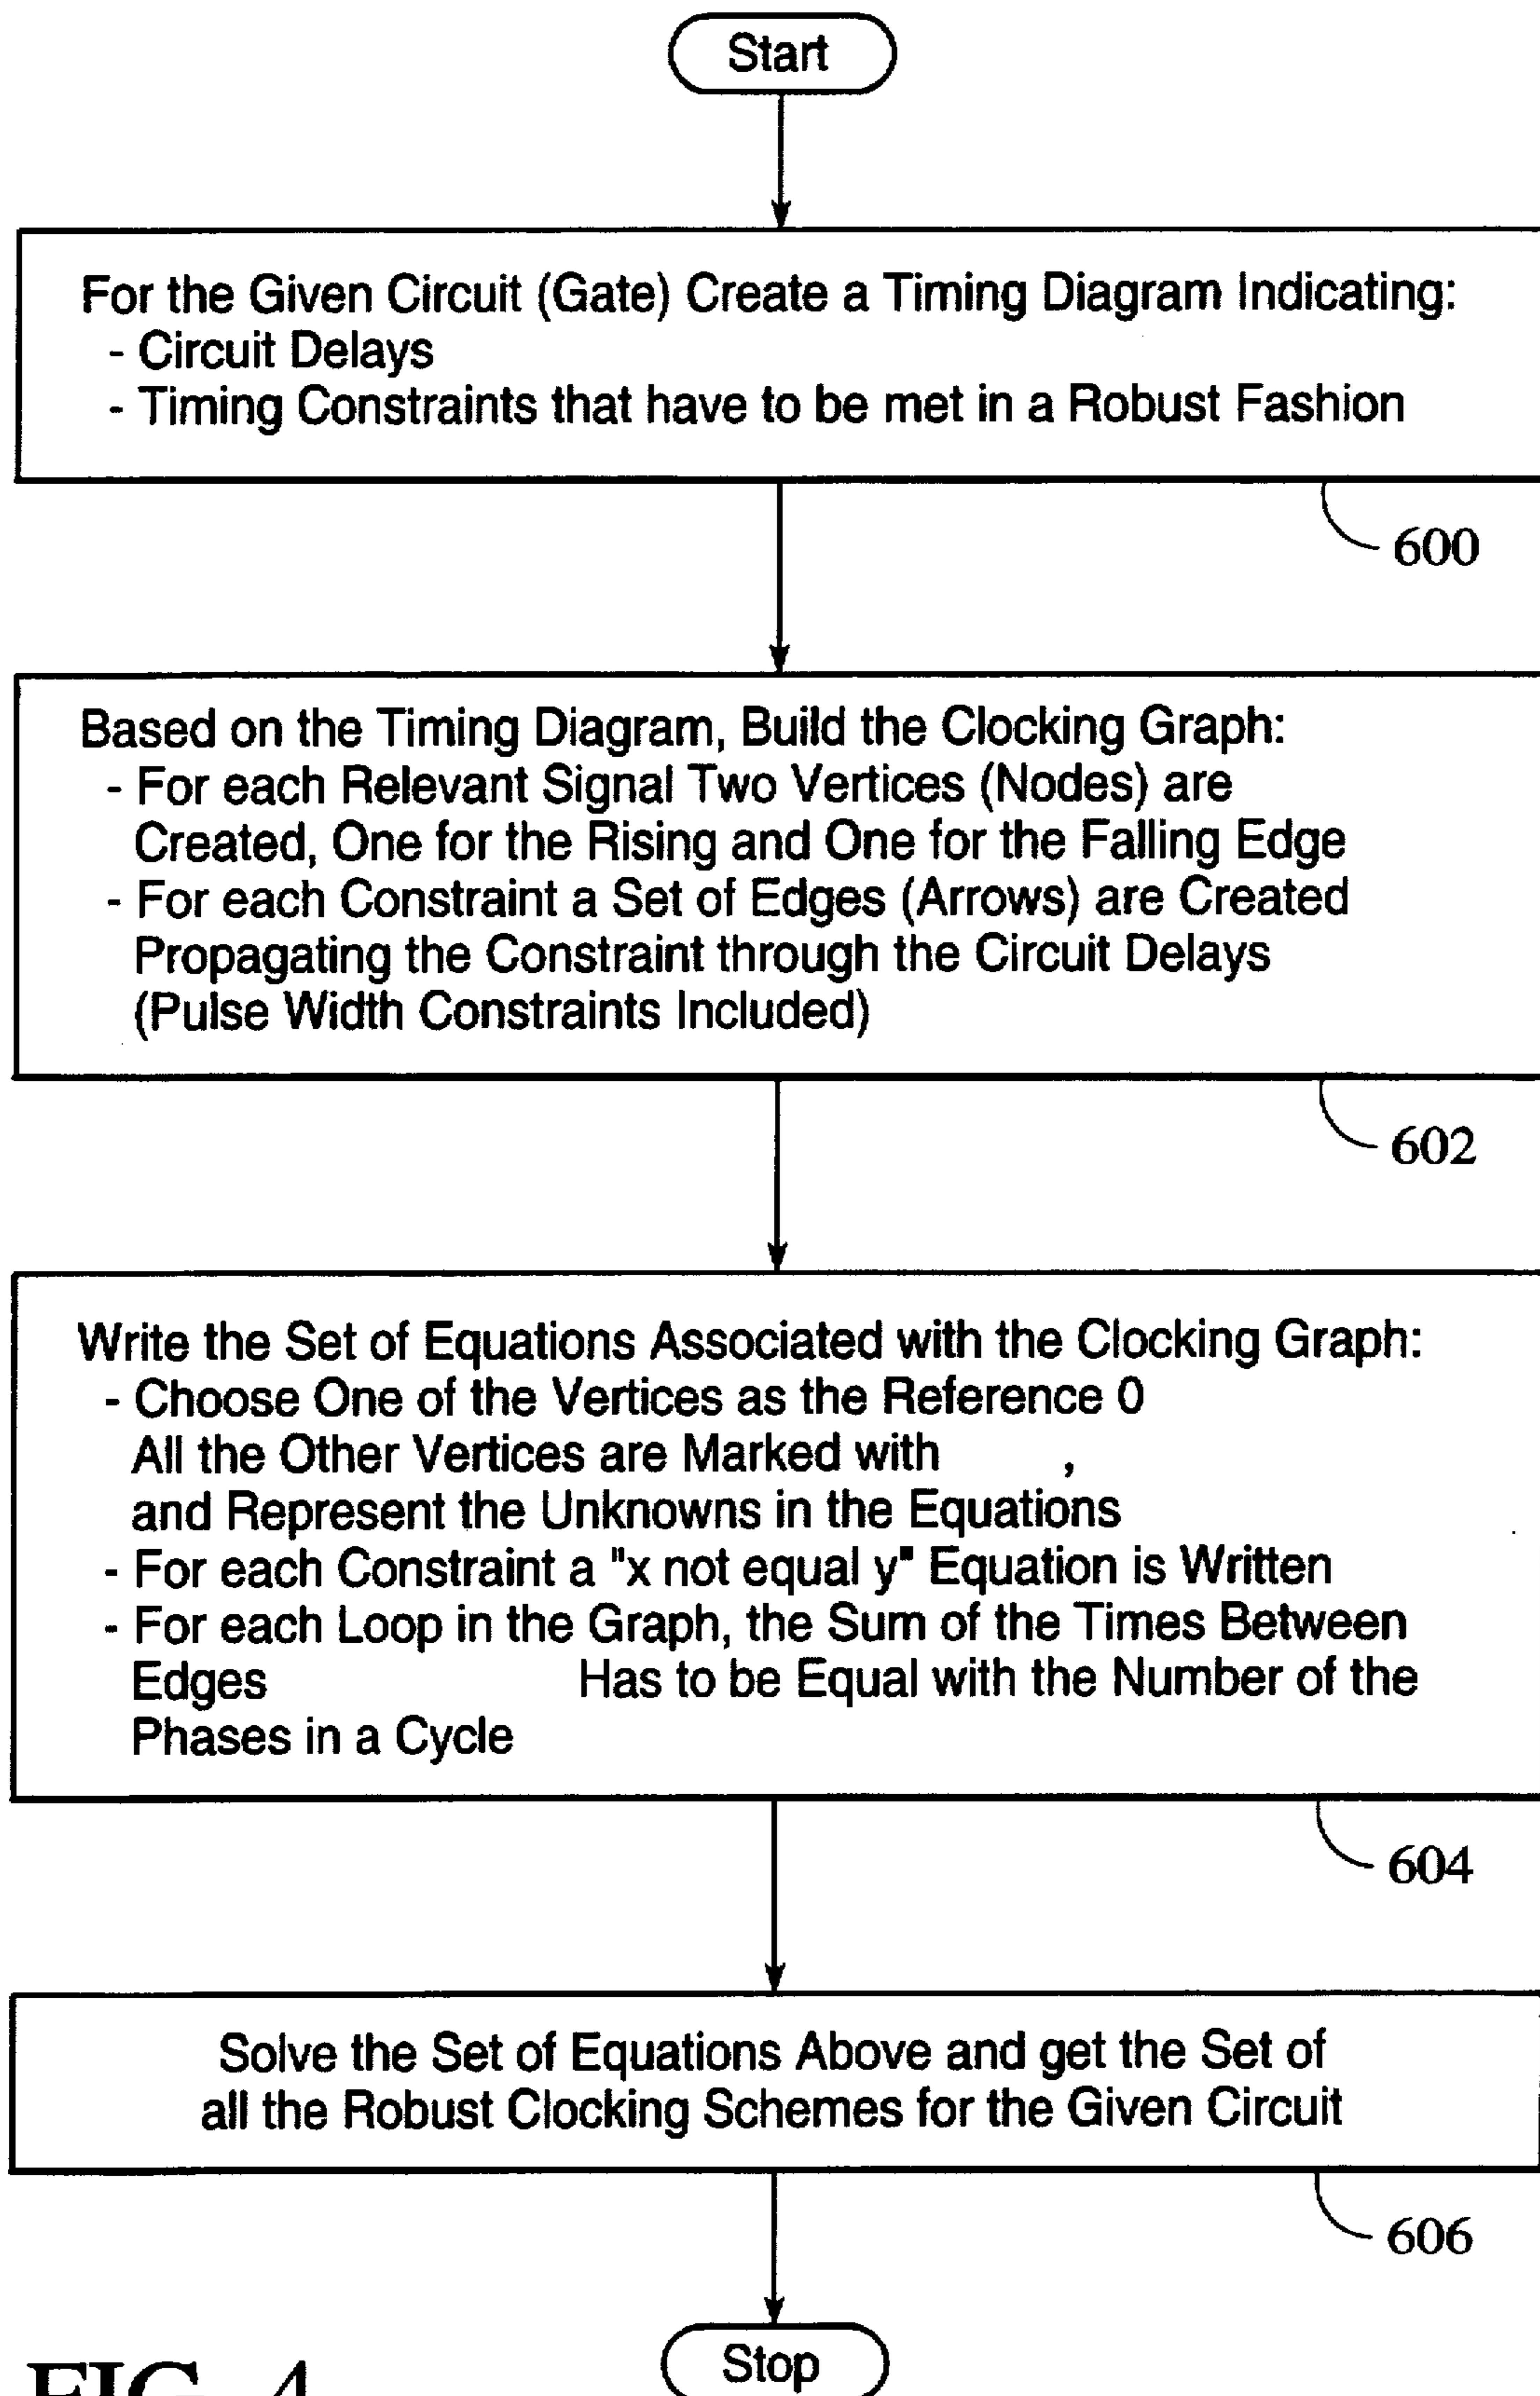 Start
For the Given Circuit (Gate) Create a Timing Diagram Indicating:
- Circuit Delays
- Timing Constraints that have to be met in a Robust Fashion
600
Based on the Timing Diagram, Build the Clocking Graph:
- For each Relevant Signal Two Vertices (Nodes) are
Created, One for the Rising and One for the Falling Edge
- For each Constraint a Set of Edges (Arrows) are Created
Propagating the Constraint through the Circuit Delays
(Pulse Width Constraints Included)
602
Write the Set of Equations Associated with the Clocking Graph:
- Choose One of the Vertices as the Reference 0
All the Other Vertices are Marked with ,
and Represent the Unknowns in the Equations
- For each Constraint a "x not equal y" Equation is Written
- For each Loop in the Graph, the Sum of the Times Between
Edges Has to be Equal with the Number of the
Phases in a Cycle
604
Solve the Set of Equations Above and get the Set of
all the Robust Clocking Schemes for the Given Circuit
606
Stop
FIG. 4